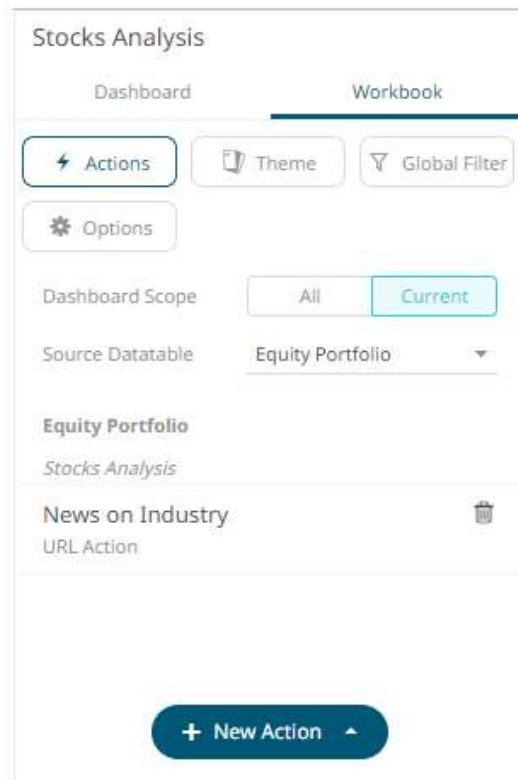 Stocks Analysis
Dashboard Workbook
Actions Theme Global Filter
Options
Dashboard Scope All Current
Source Datatable Equity Portfolio
Equity Portfolio
Stocks Analysis
News on Industry
URL Action
+ New Action